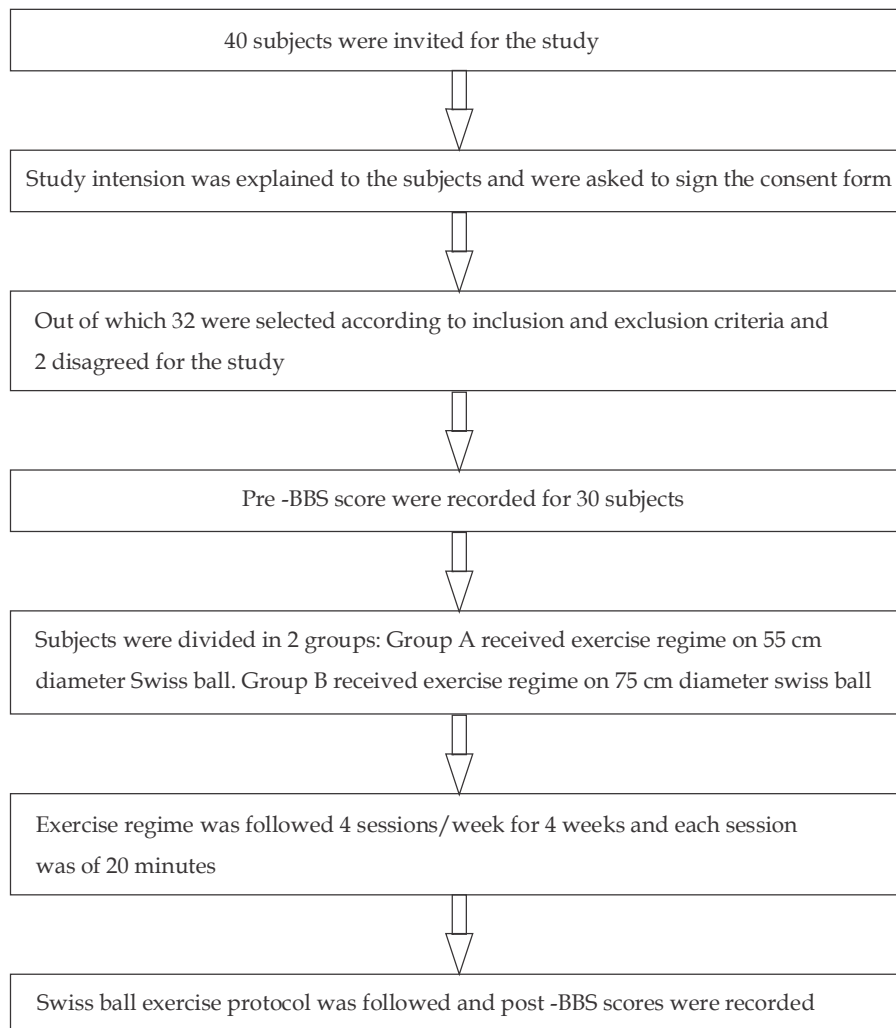 40 subjects were invited for the study
Study intension was explained to the subjects and were asked to sign the consent form
Out of which 32 were selected according to inclusion and exclusion criteria and
2 disagreed for the study
Pre -BBS score were recorded for 30 subjects
Subjects were divided in 2 groups: Group A received exercise regime on 55 cm
diameter Swiss ball. Group B received exercise regime on 75 cm diameter swiss ball
Exercise regime was followed 4 sessions/week for 4 weeks and each session
was of 20 minutes
Swiss ball exercise protocol was followed and post -BBS scores were recorded